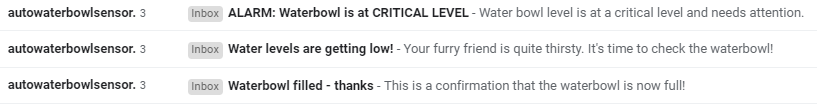 autowaterbowlsensor. 3 Inbox ALARM: Waterbowl is at CRITICAL LEVEL - Water bowl level is at a critical level and needs attention.
autowaterbowlsensor. 3 Inbox Water levels are getting low! - Your furry friend is quite thirsty. It's time to check the waterbowl!
autowaterbowlsensor. 3 Inbox Waterbowl filled - thanks - This is a confirmation that the waterbowl is now full!